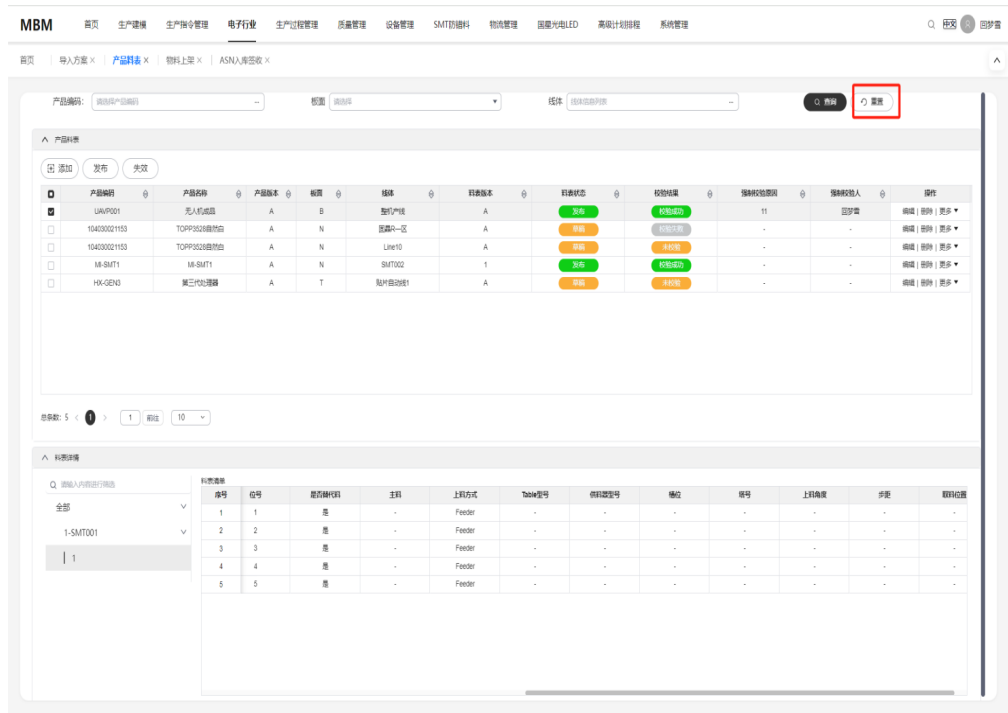 MBM 首页 生产建模 生产指令管理 电子行业 生产过程管理 质量管理 设备管理 SMT防错料 物流管理 国星光电LED 高级计划排程 系统管理 中文 回梦雪
首页 导入方案 × 产品料表 × 物料上架 × ASN入库签收 ×
产品编码: 请选择产品编码 -- 板面 请选择 线体 线体信息列表 -- 查询 重置
产品料表
添加 发布 失效
产品编码 产品名称 产品版本 板面 线体 料表版本 料表状态 校验结果 强制校验原因 强制校验人 操作
UAVP001 无人机成品 A B 整机产线 A 发布 校验成功 11 回梦雪 编辑 | 删除 | 更多
104030021153 TOPP3528自然白 A N 国晶R—区 A 草稿 校验失败 - - 编辑 | 删除 | 更多
104030021153 TOPP3528自然白 A N Line10 A 草稿 未校验 - - 编辑 | 删除 | 更多
MI-SMT1 MI-SMT1 A N SMT002 1 发布 校验成功 - - 编辑 | 删除 | 更多
HX-GEN3 第三代处理器 A T 贴片自动线1 A 草稿 未校验 - - 编辑 | 删除 | 更多
总条数: 5 < 1 > 1 前往 10
料表详情
请输入内容进行筛选
全部
1-SMT001
1
料表清单
序号 位号 是否替代料 主料 上料方式 Table型号 供料器型号 槽位 塔号 上料角度 步距 取料位置
1 1 是 - Feeder - - - - - - -
2 2 是 - Feeder - - - - - - -
3 3 是 - Feeder - - - - - - -
4 4 是 - Feeder - - - - - - -
5 5 是 - Feeder - - - - - - -